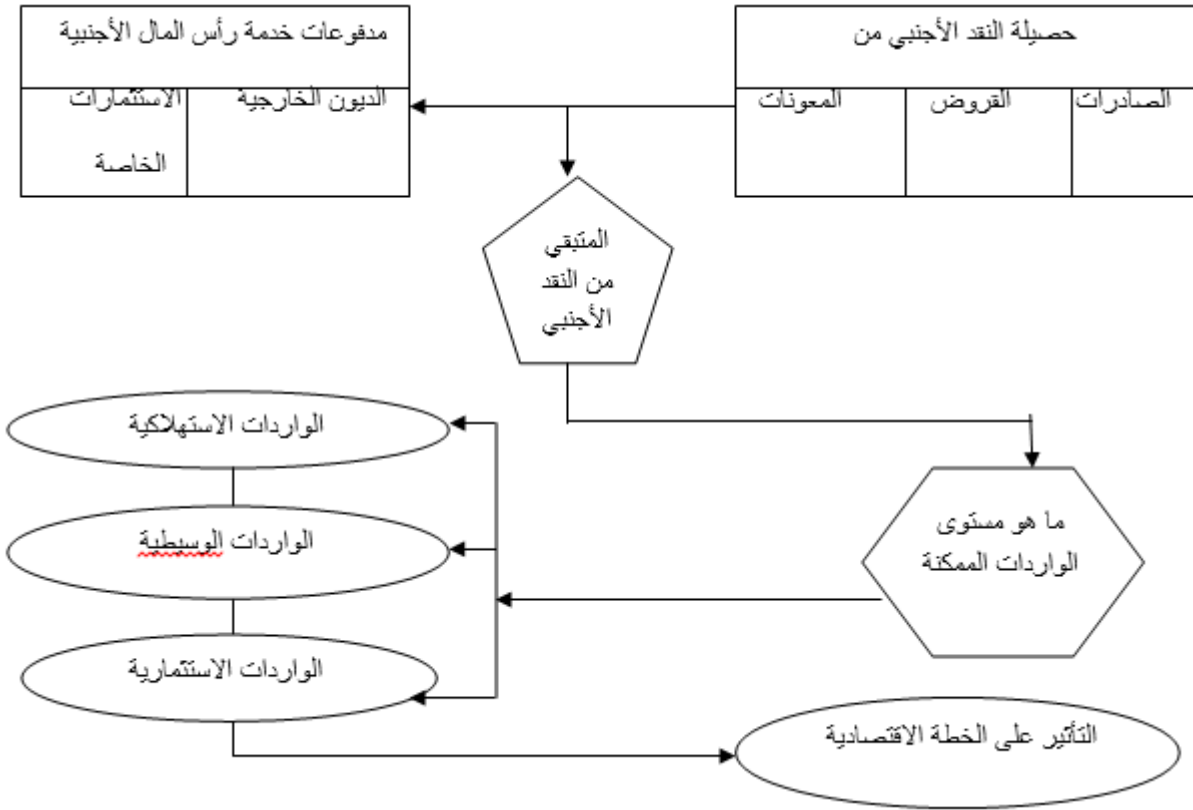 حصيلة النقد الأجنبي من
الصادرات
القروض
المعونات
مدفوعات خدمة رأس المال الأجنبية
الديون الخارجية
الاستثمارات
الخاصة
المتبقي
من النقد
الأجنبي
ما هو مستوى
الواردات الممكنة
الواردات الاستهلاكية
الواردات الوسيطية
الواردات الاستثمارية
التأثير على الخطة الاقتصادية